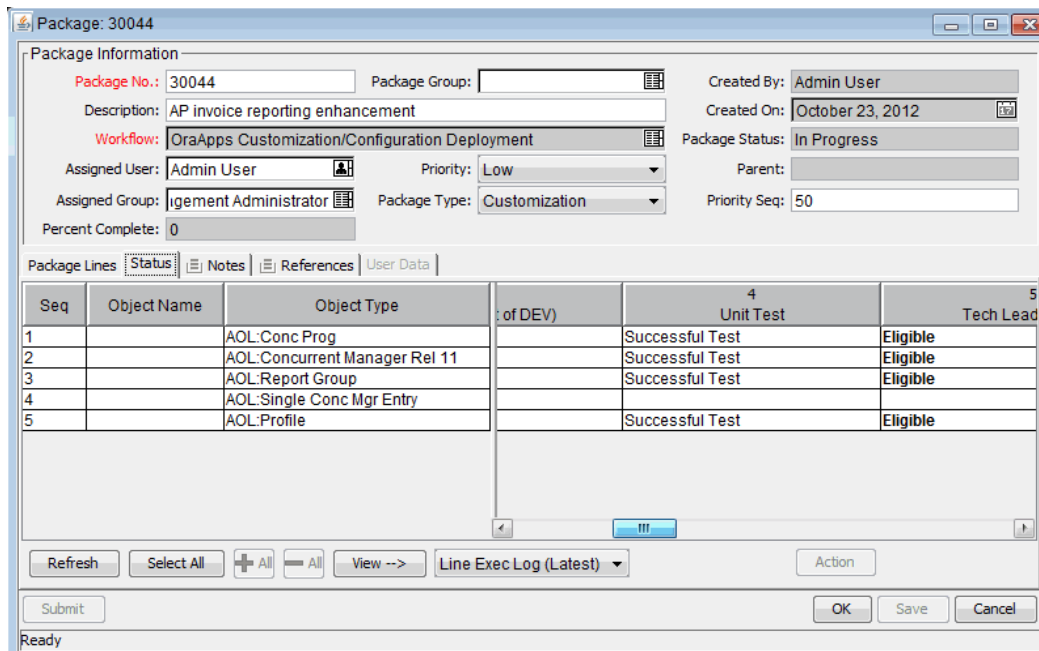 Package: 30044
Package Information
Package No.: 30044 Package Group: Created By: Admin User
Description: AP invoice reporting enhancement Created On: October 23, 2012
Workflow: OraApps Customization/Configuration Deployment Package Status: In Progress
Assigned User: Admin User Priority: Low Parent:
Assigned Group: igement Administrator Package Type: Customization Priority Seq: 50
Percent Complete: 0
Package Lines Status Notes References User Data
Seq Object Name Object Type : of DEV) 4 Unit Test 5 Tech Lead
1 AOL:Conc Prog Successful Test Eligible
2 AOL:Concurrent Manager Rel 11 Successful Test Eligible
3 AOL:Report Group Successful Test Eligible
4 AOL:Single Conc Mgr Entry
5 AOL:Profile Successful Test Eligible
Refresh Select All All All View --> Line Exec Log (Latest) Action
Submit OK Save Cancel
Ready